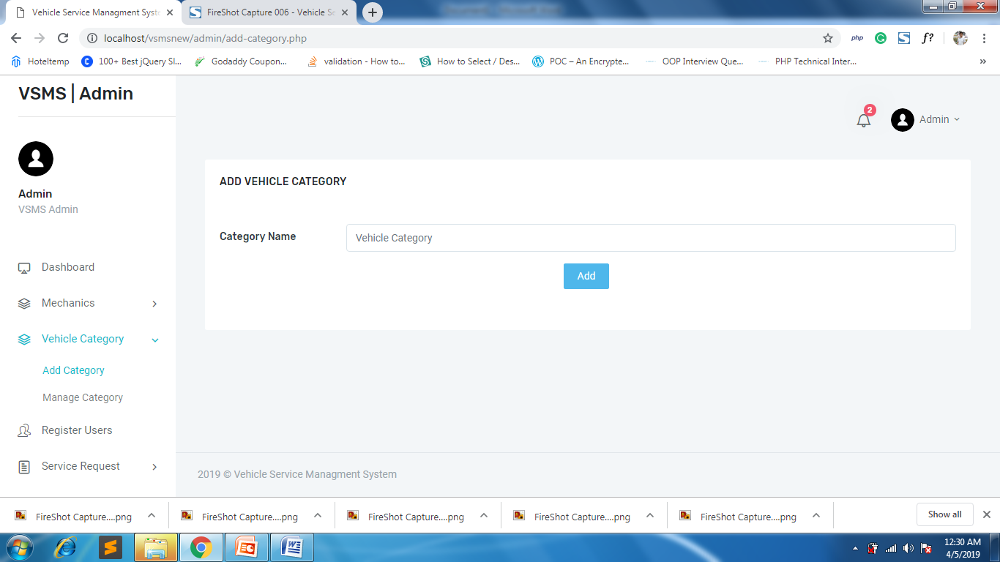 Vehicle Service Managment Syste
FireShot Capture 006 - Vehicle Se
localhost/vsmsnew/admin/add-category.php
php
f?
Hoteltemp
100+ Best jQuery Sl...
Godaddy Coupon...
validation - How to...
How to Select / Des...
POC – An Encrypte...
OOP Interview Que...
PHP Technical Inter...
»
VSMS | Admin
2
Admin
Admin
VSMS Admin
Dashboard
Mechanics
Vehicle Category
Add Category
Manage Category
Register Users
Service Request
ADD VEHICLE CATEGORY
Category Name
Vehicle Category
Add
2019 © Vehicle Service Managment System
FireShot Capture....png
FireShot Capture....png
FireShot Capture....png
FireShot Capture....png
FireShot Capture....png
Show all
12:30 AM
4/5/2019